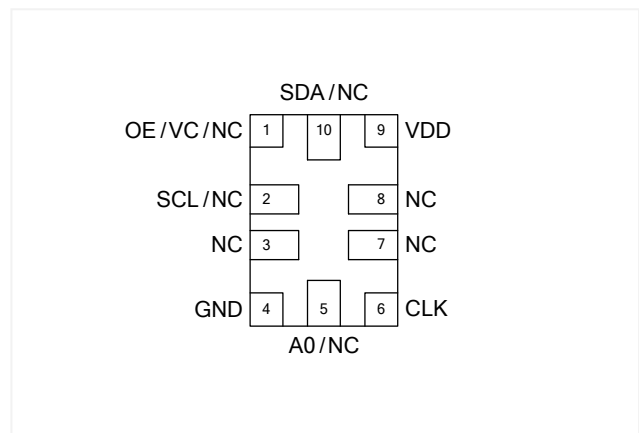 SDA/NC
OE/VC/NC 1 10 9 VDD
SCL/NC 2 8 NC
NC 3 7 NC
GND 4 5 6 CLK
A0/NC